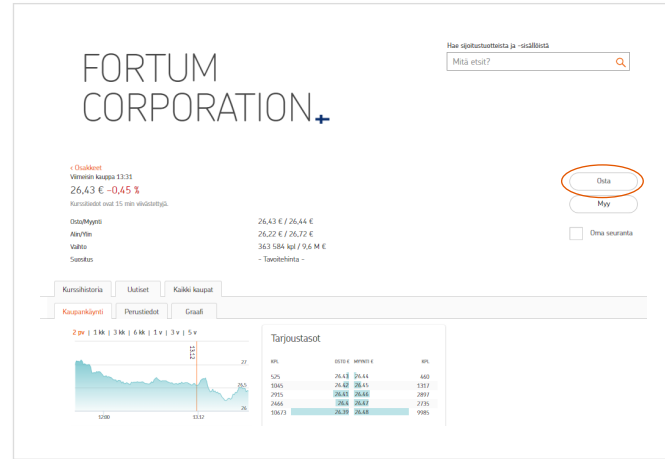 Hae sijoitustuotteista ja -sisällöistä
Mitä etsit?
FORTUM
CORPORATION
< Osakkeet
Viimeisin kauppa 13:31
26,43 € -0,45 %
Kurssitiedot ovat 15 min viivästettyjä.
Osta
Myy
Oma seuranta
Osto/Myynti 26,43 € / 26,44 €
Alin/Ylin 26,22 € / 26,72 €
Vaihto 363 584 kpl / 9,6 M €
Suositus - Tavoitehinta -
Kurssihistoria Uutiset Kaikki kaupat
Kaupankäynti Perustiedot Graafi
2 pv | 1 kk | 3 kk | 6 kk | 1 v | 3 v | 5 v
13.12
27
26,5
26
13.12
Tarjoustasot
KPL OSTO € MYYNTI € KPL
525 26.43 26.44 460
1045 26.42 26.45 1317
2915 26.41 26.46 2897
2466 26.4 26.47 2735
10673 26.39 26.48 9985